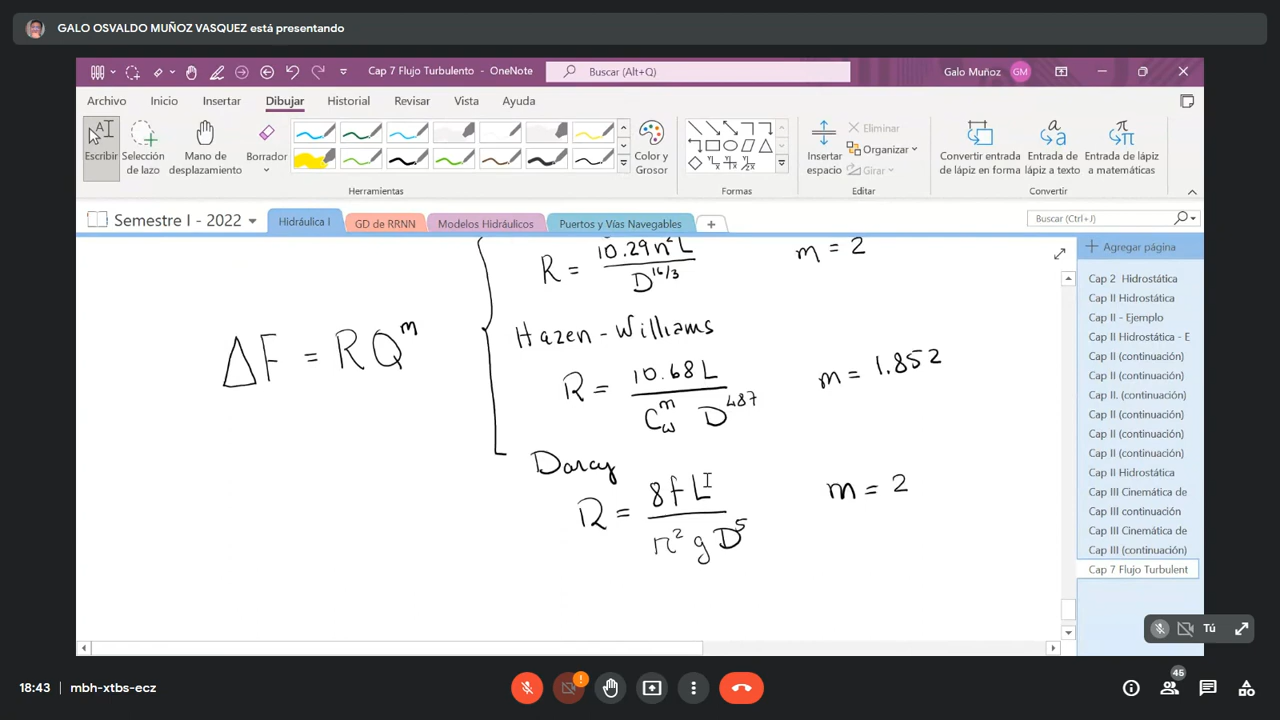 GALO OSVALDO MUÑOZ VASQUEZ está presentando
Cap 7 Flujo Turbulento - OneNote
Buscar (Alt+Q)
Galo Muñoz GM
Archivo Inicio Insertar Dibujar Historial Revisar Vista Ayuda
Escribir
Selección de lazo
Mano de desplazamiento
Borrador
Color y Grosor
Insertar espacio
Eliminar
Organizar
Girar
Convertir entrada de lápiz en forma
Entrada de lápiz a texto
Entrada de lápiz a matemáticas
Herramientas Formas Editar Convertir
Semestre I - 2022 Hidráulica I GD de RRNN Modelos Hidráulicos Puertos y Vías Navegables + Buscar (Ctrl+J)
R = 10.29n²L / D^16/3 m = 2
Hazen - Williams
ΔF = RQ^m
R = 10.68 L / C_w^m D^487 m = 1.852
Darcy
R = 8fL / π² g D⁵ m = 2
Agregar página
Cap 2 Hidrostática
Cap II Hidrostática
Cap II - Ejemplo
Cap II Hidrostática - E
Cap II (continuación)
Cap II (continuación)
Cap II. (continuación)
Cap II (continuación)
Cap II (continuación)
Cap II (continuación)
Cap II Hidrostática
Cap III Cinemática de
Cap III continuación
Cap III Cinemática de
Cap III (continuación)
Cap 7 Flujo Turbulent
Tú
18:43 mbh-xtbs-ecz
45